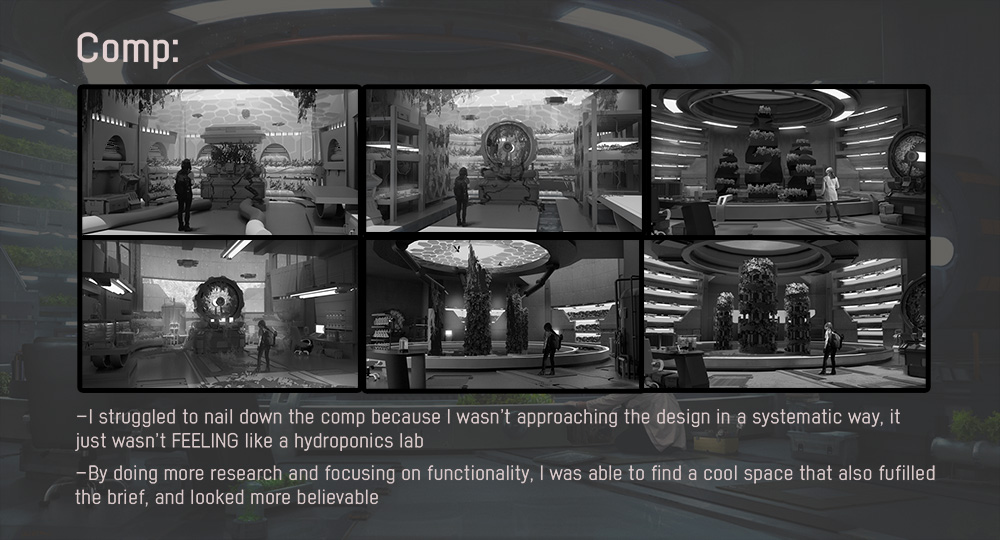 Comp:
–I struggled to nail down the comp because I wasn't approaching the design in a systematic way, it
just wasn't FEELING like a hydroponics lab
–By doing more research and focusing on functionality, I was able to find a cool space that also fufilled
the brief, and looked more believable